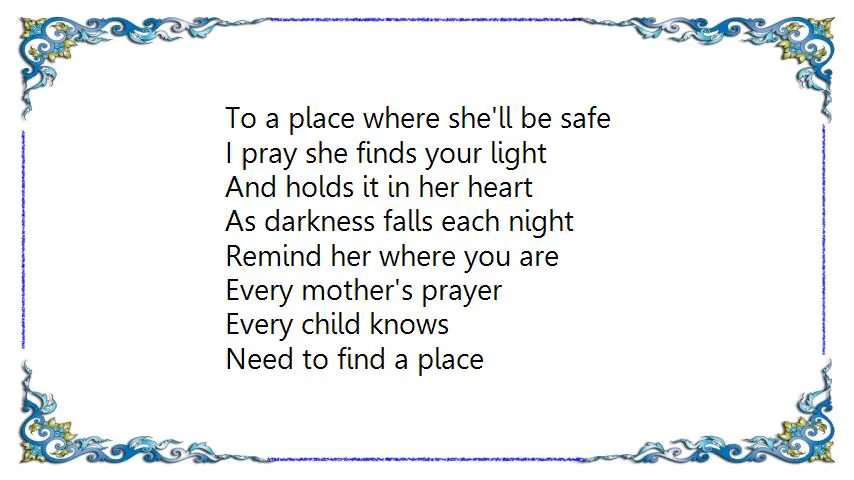 To a place where she'll be safe
I pray she finds your light
And holds it in her heart
As darkness falls each night
Remind her where you are
Every mother's prayer
Every child knows
Need to find a place